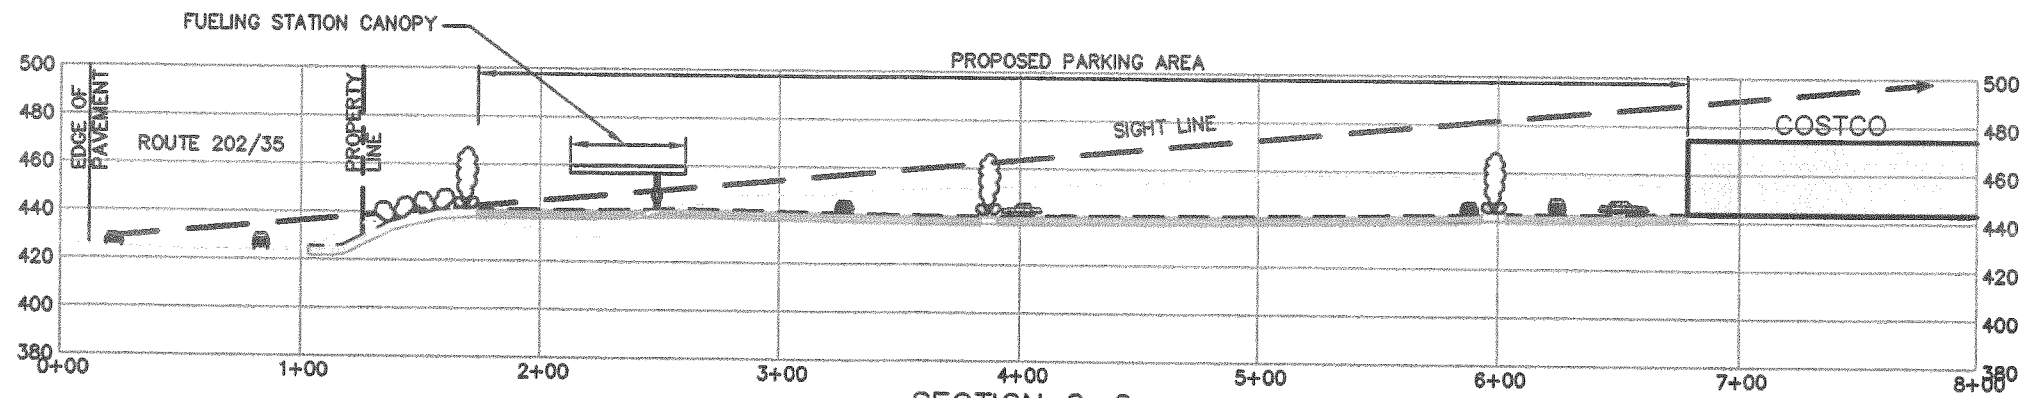 FUELING STATION CANOPY
PROPOSED PARKING AREA
500
480
460
440
420
400
380
EDGE OF
PAVEMENT
ROUTE 202/35
PROPERTY
LINE
SIGHT LINE
COSTCO
500
480
460
440
420
400
380
0+00
1+00
2+00
3+00
4+00
5+00
6+00
7+00
8+00
SECTION